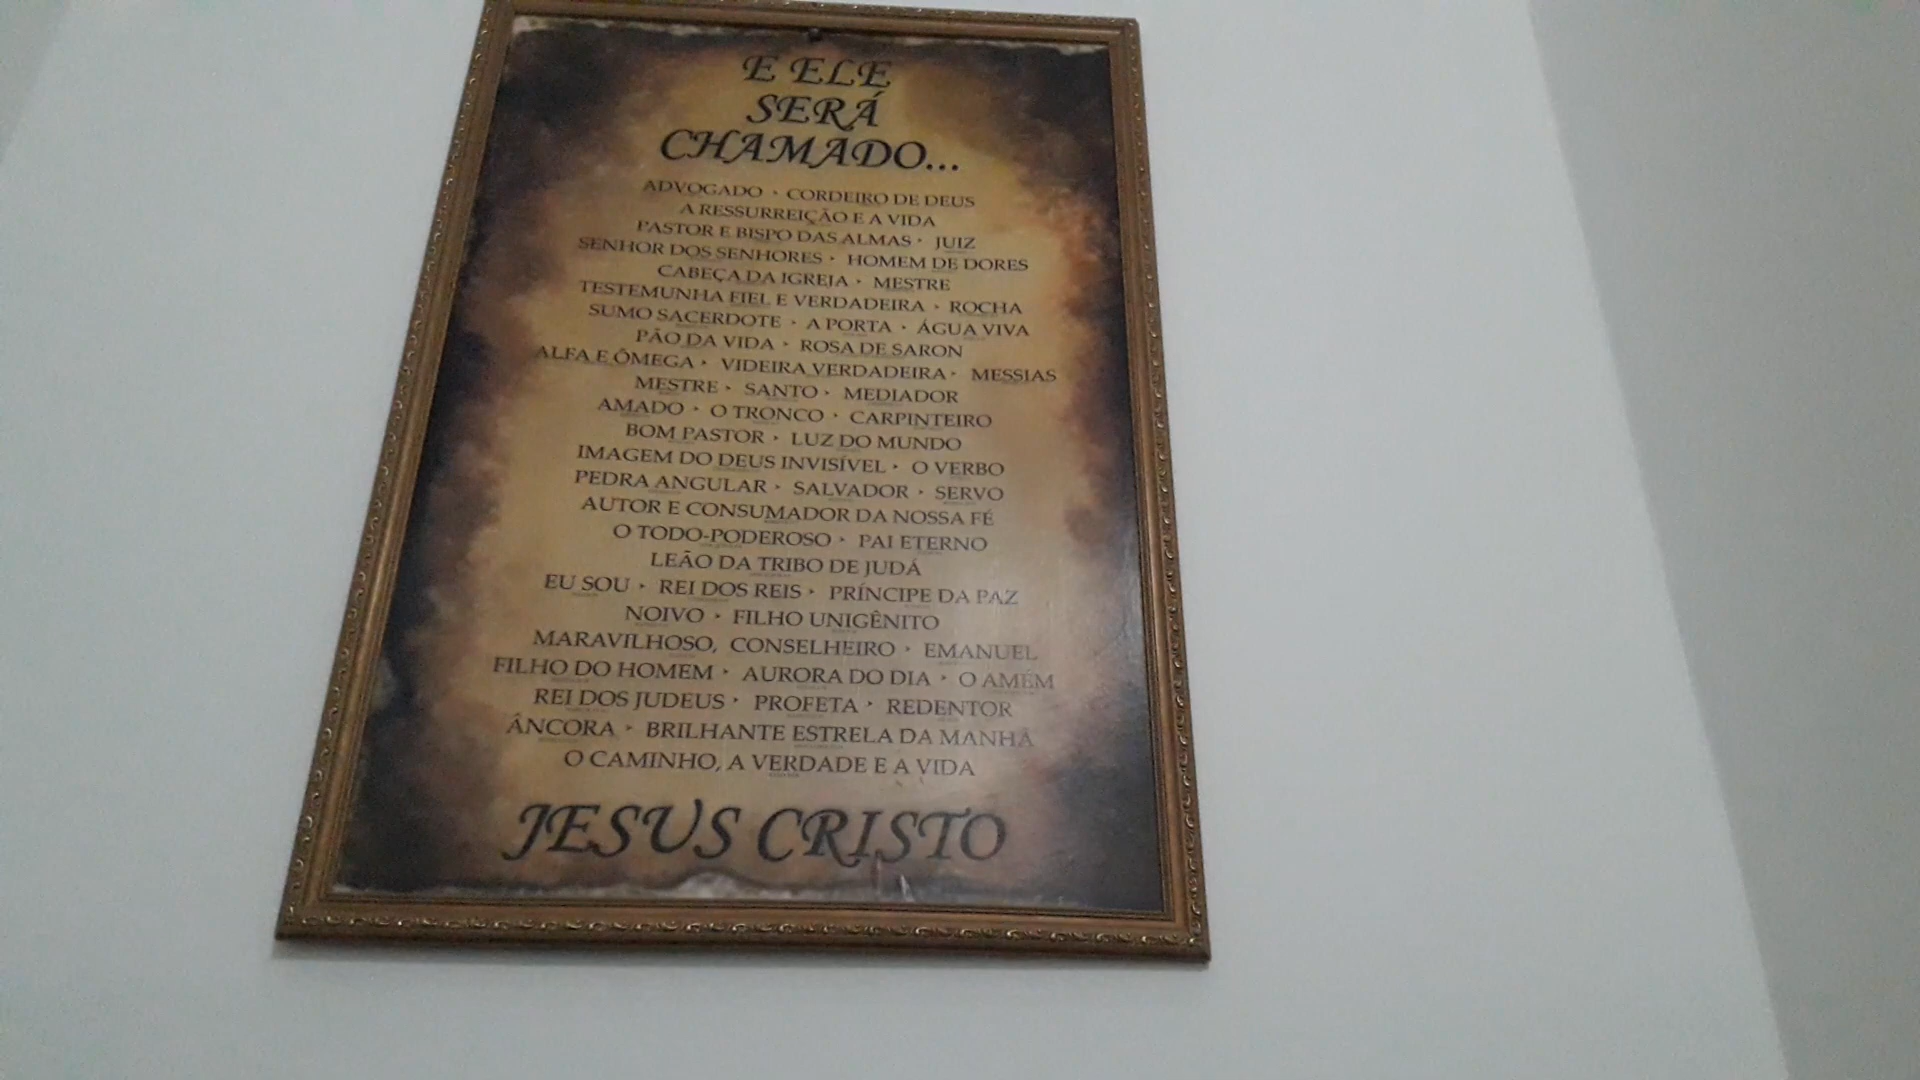 E ELE
SERÁ
CHAMADO...
ADVOGADO · CORDEIRO DE DEUS
A RESSURREIÇÃO E A VIDA
PASTOR E BISPO DAS ALMAS · JUIZ
SENHOR DOS SENHORES · HOMEM DE DORES
CABEÇA DA IGREJA · MESTRE
TESTEMUNHA FIEL E VERDADEIRA · ROCHA
SUMO SACERDOTE · A PORTA · ÁGUA VIVA
PÃO DA VIDA · ROSA DE SARON
ALFA E ÔMEGA · VIDEIRA VERDADEIRA · MESSIAS
MESTRE · SANTO · MEDIADOR
AMADO · O TRONCO · CARPINTEIRO
BOM PASTOR · LUZ DO MUNDO
IMAGEM DO DEUS INVISÍVEL · O VERBO
PEDRA ANGULAR · SALVADOR · SERVO
AUTOR E CONSUMADOR DA NOSSA FÉ
O TODO-PODEROSO · PAI ETERNO
LEÃO DA TRIBO DE JUDÁ
EU SOU · REI DOS REIS · PRÍNCIPE DA PAZ
NOIVO · FILHO UNIGÊNITO
MARAVILHOSO, CONSELHEIRO · EMANUEL
FILHO DO HOMEM · AURORA DO DIA · O AMÉM
REI DOS JUDEUS · PROFETA · REDENTOR
ÂNCORA · BRILHANTE ESTRELA DA MANHÃ
O CAMINHO, A VERDADE E A VIDA
JESUS CRISTO